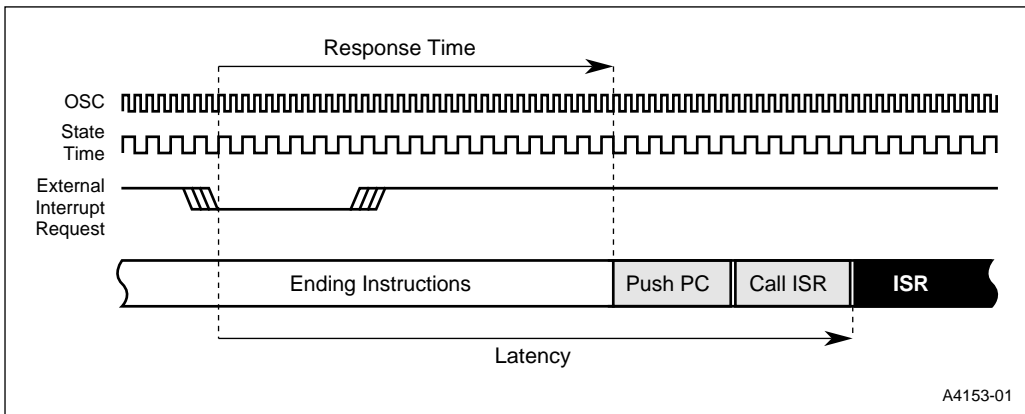 Response Time
OSC
State
Time
External
Interrupt
Request
Ending Instructions
Push PC
Call ISR
ISR
Latency
A4153-01